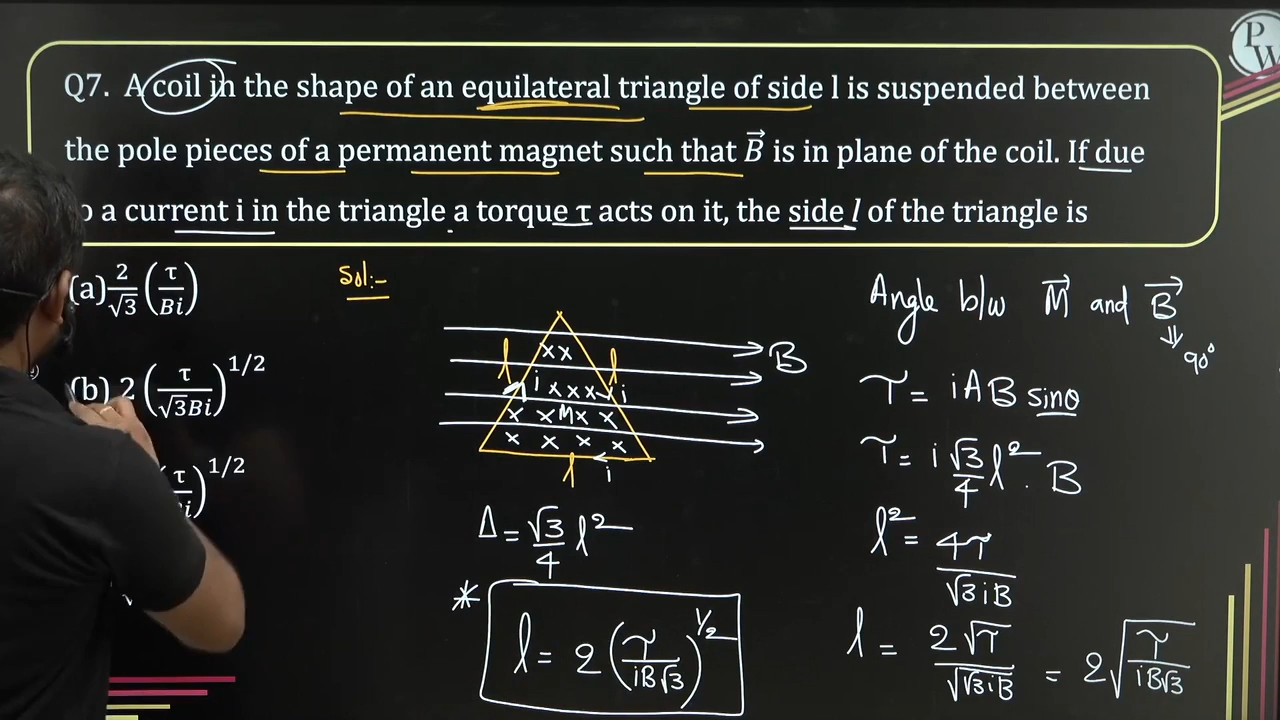 PW
Q7. A coil in the shape of an equilateral triangle of side l is suspended between
the pole pieces of a permanent magnet such that $\vec{B}$ is in plane of the coil. If due
a current i in the triangle a torque τ acts on it, the side l of the triangle is
(a) 2/√3 (τ/Bi)
(b) 2 (τ/√3Bi)^1/2
(τ/ i)^1/2
Sol:-
× ×
l l
i × × × i
× × M × ×
× × × ×
l i
B
Δ = √3/4 l²
* l = 2 (τ/iB√3)^1/2
Angle b/w $\vec{M}$ and $\vec{B}$
⇓ 90°
τ = iAB sinθ
τ = i √3/4 l² . B
l² = 4τ/√3iB
l = 2√τ/√√3iB = 2√(τ/iB√3)